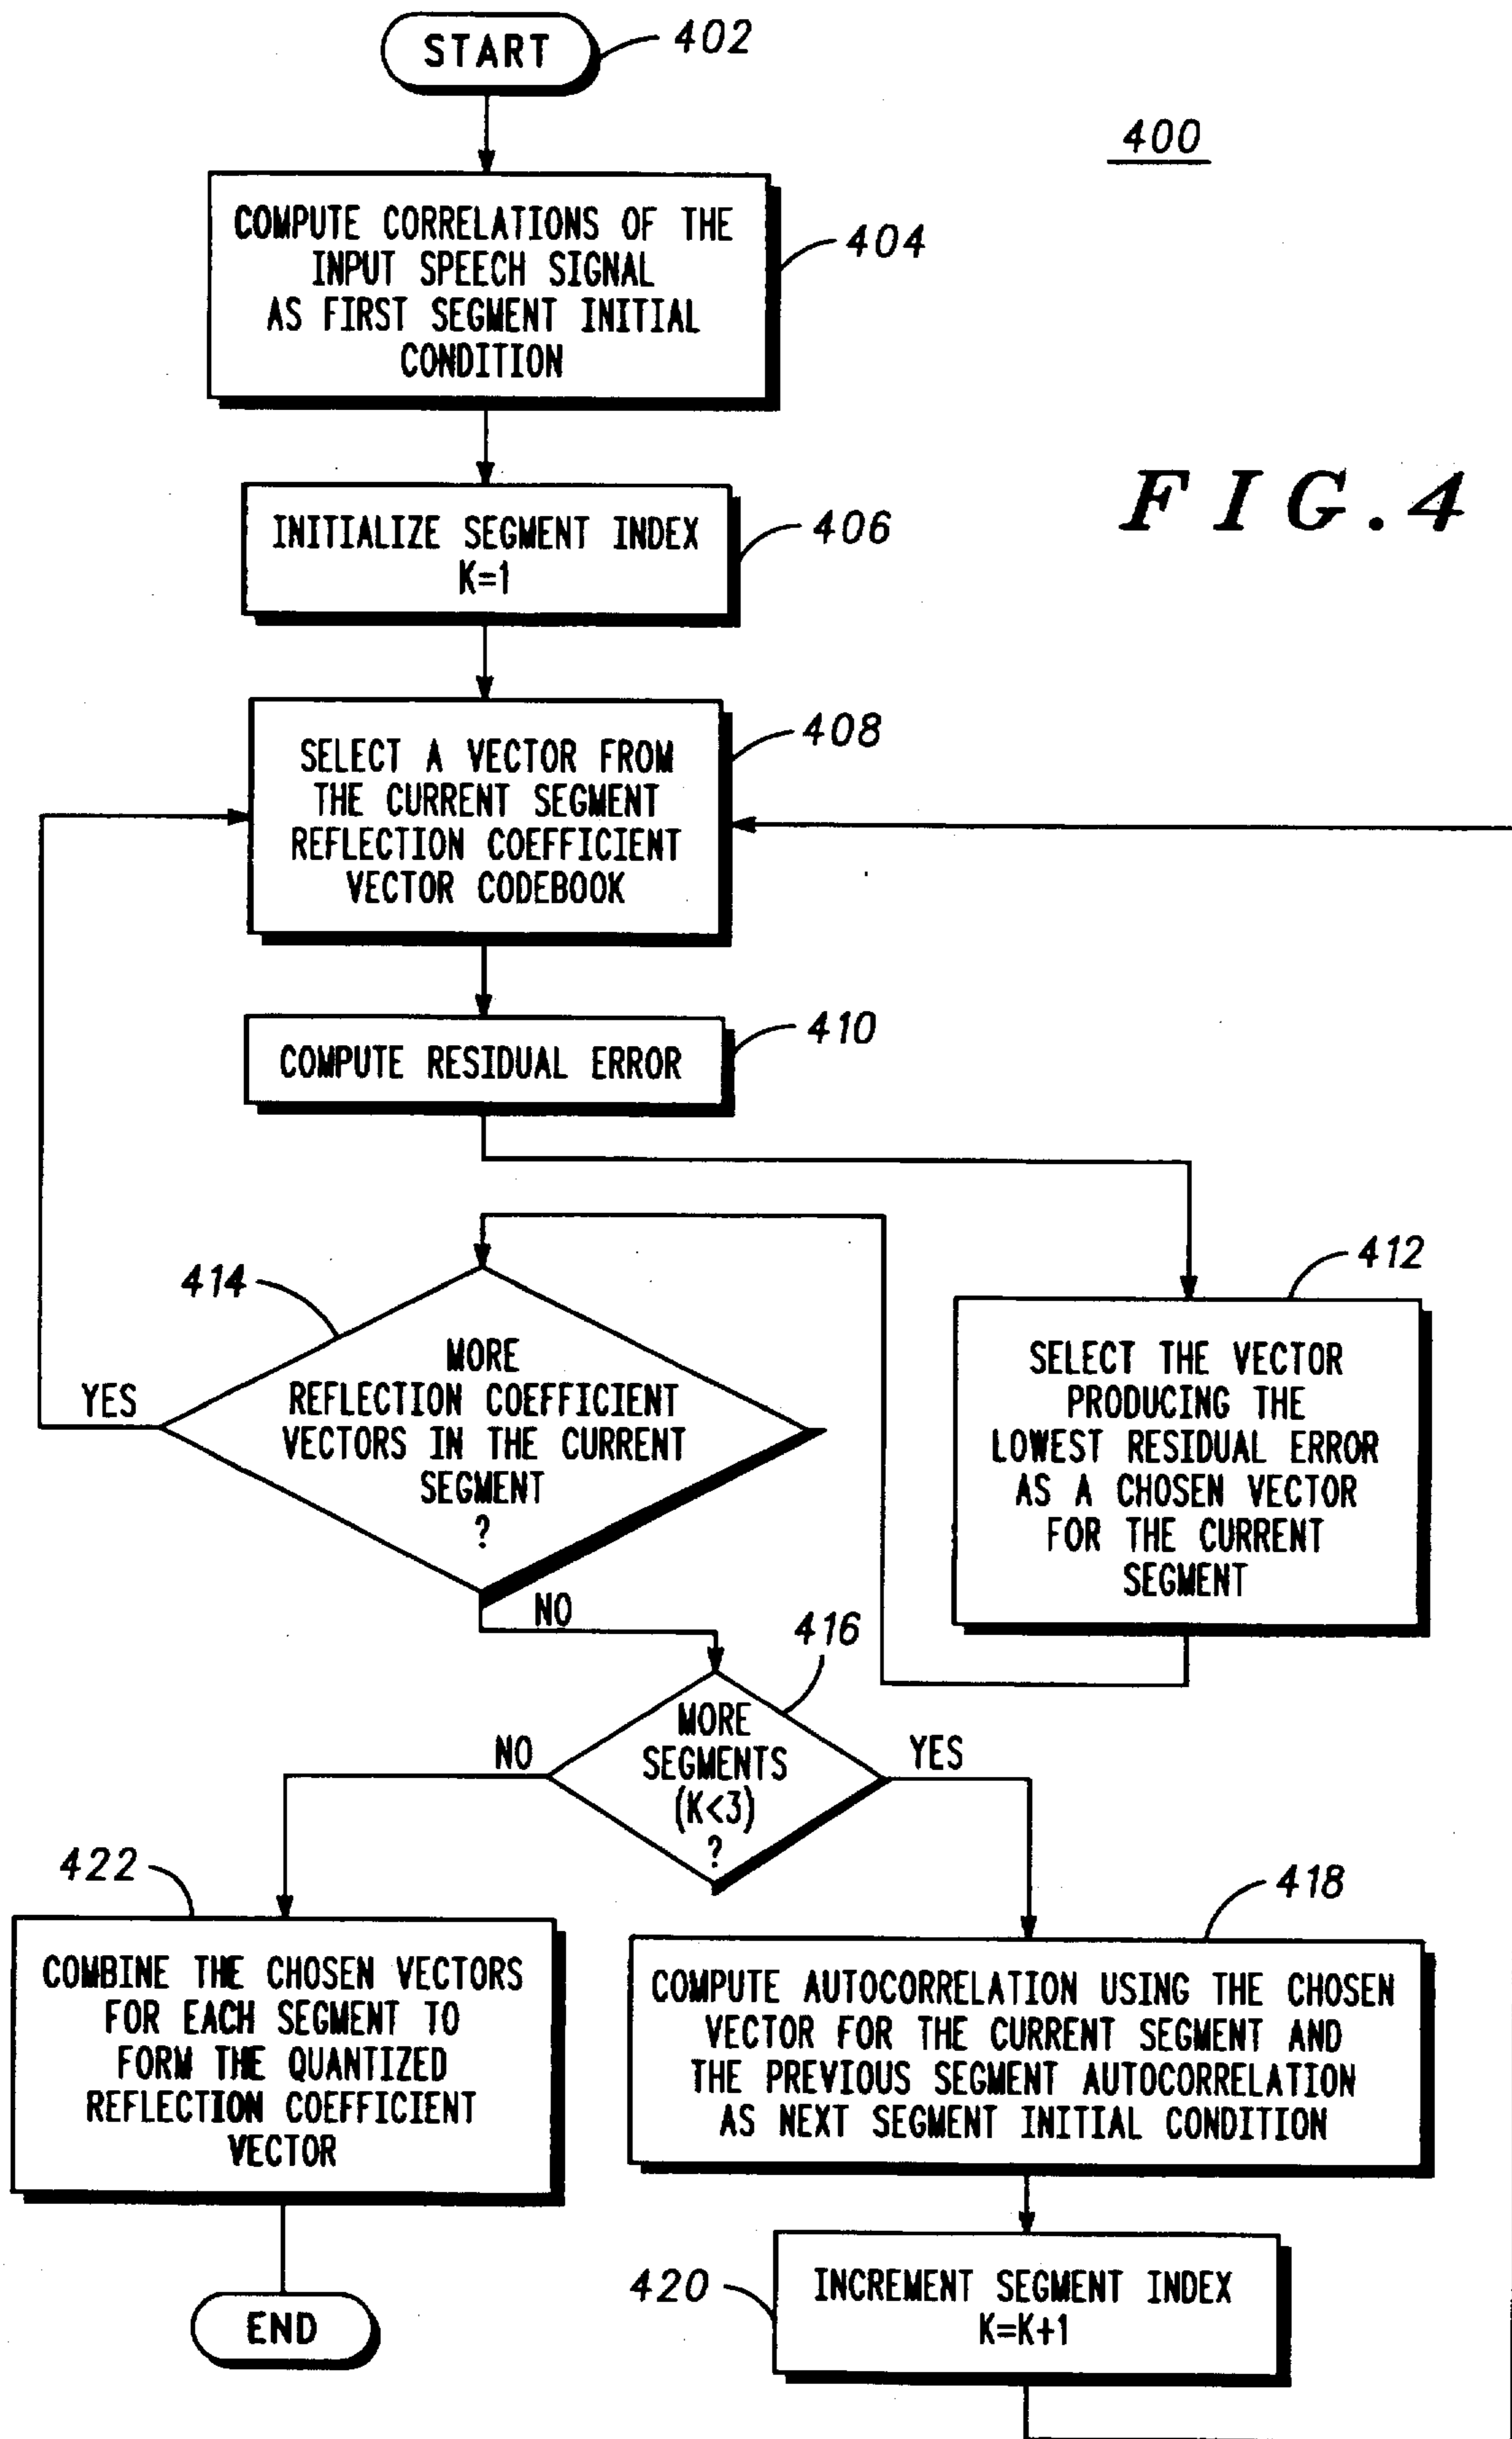 START
402
400
COMPUTE CORRELATIONS OF THE
INPUT SPEECH SIGNAL
AS FIRST SEGMENT INITIAL
CONDITION
404
FIG.4
INITIALIZE SEGMENT INDEX
K=1
406
SELECT A VECTOR FROM
THE CURRENT SEGMENT
REFLECTION COEFFICIENT
VECTOR CODEBOOK
408
COMPUTE RESIDUAL ERROR
410
412
SELECT THE VECTOR
PRODUCING THE
LOWEST RESIDUAL ERROR
AS A CHOSEN VECTOR
FOR THE CURRENT
SEGMENT
414
MORE
REFLECTION COEFFICIENT
VECTORS IN THE CURRENT
SEGMENT
?
YES
NO
416
MORE
SEGMENTS
(K<3)
?
NO
YES
422
COMBINE THE CHOSEN VECTORS
FOR EACH SEGMENT TO
FORM THE QUANTIZED
REFLECTION COEFFICIENT
VECTOR
418
COMPUTE AUTOCORRELATION USING THE CHOSEN
VECTOR FOR THE CURRENT SEGMENT AND
THE PREVIOUS SEGMENT AUTOCORRELATION
AS NEXT SEGMENT INITIAL CONDITION
END
420
INCREMENT SEGMENT INDEX
K=K+1